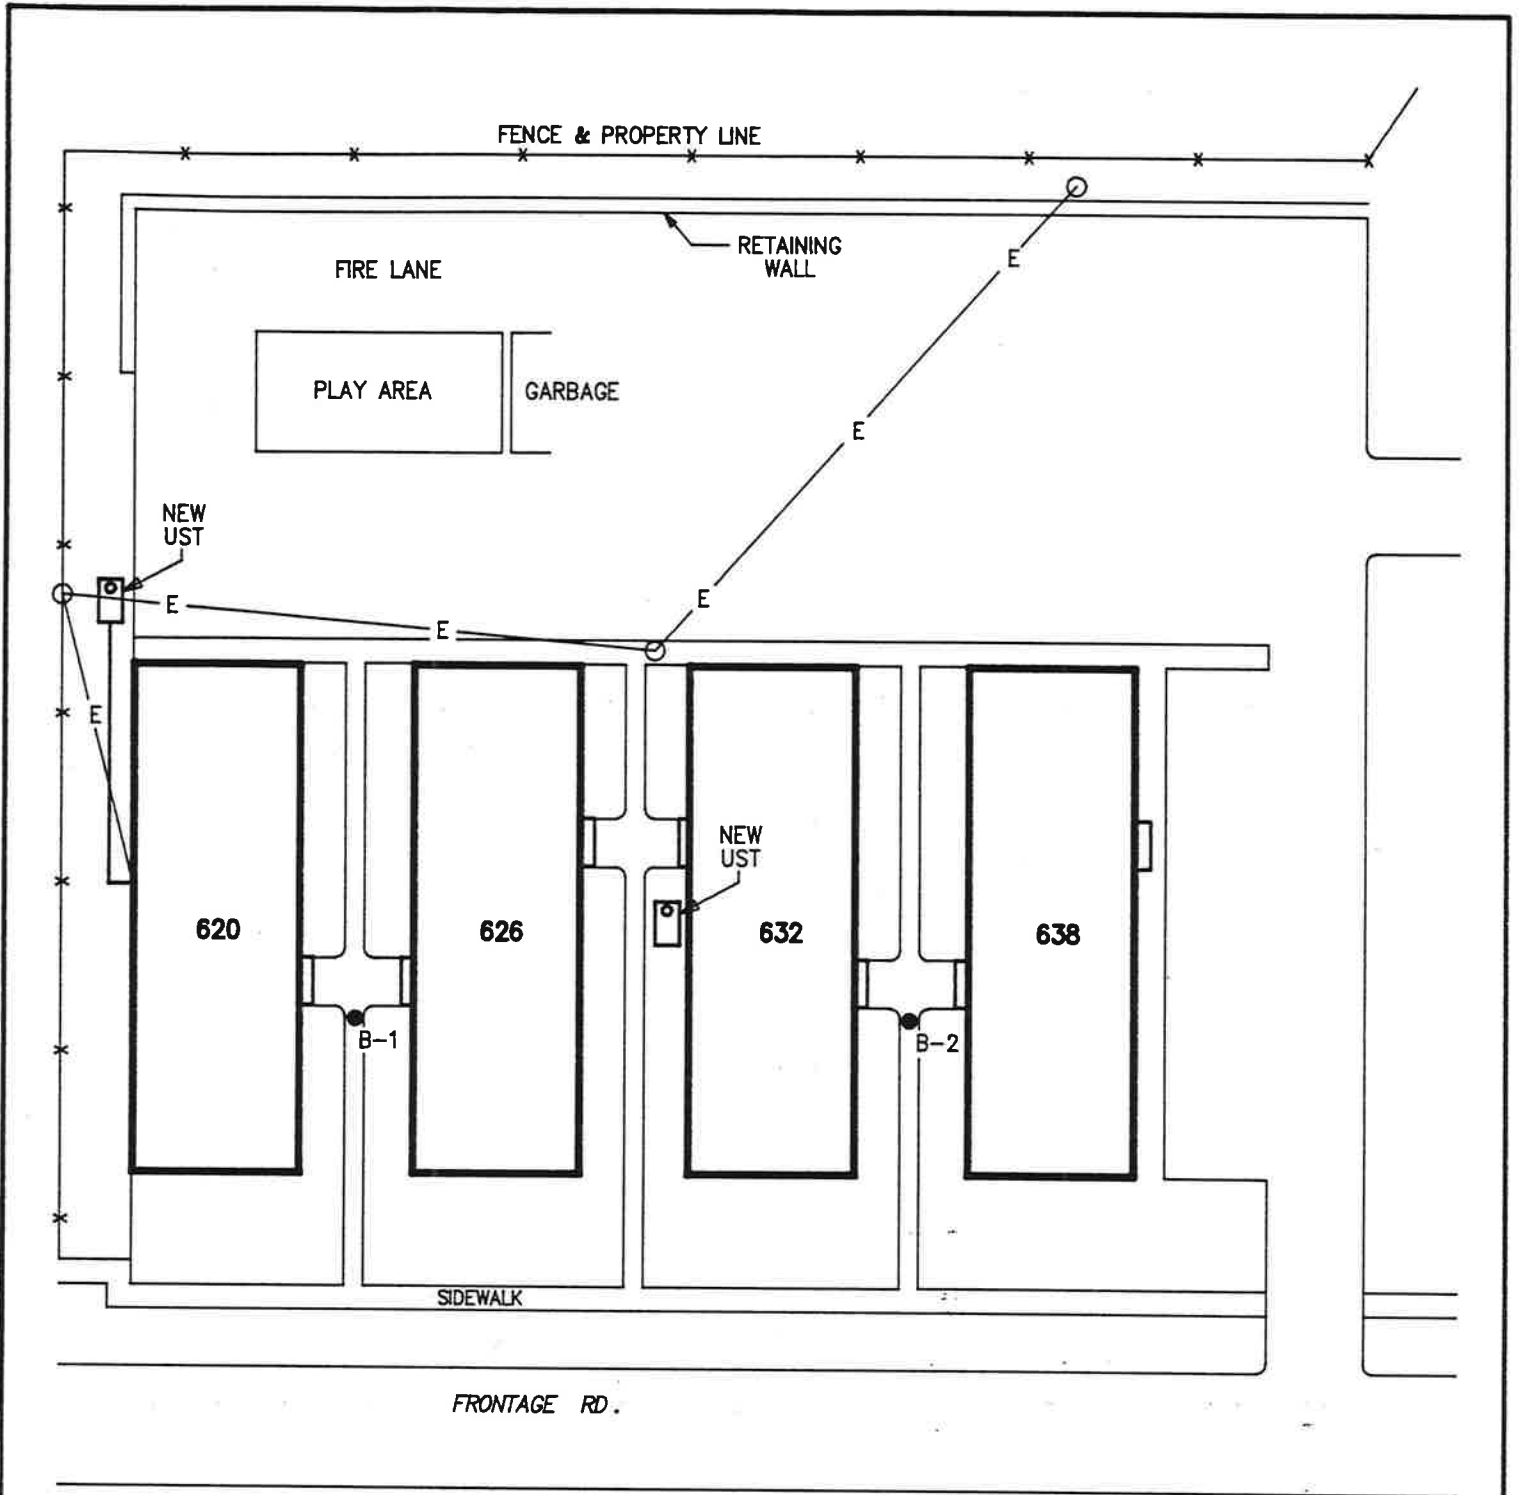 FENCE & PROPERTY LINE
E
RETAINING
WALL
FIRE LANE
PLAY AREA
GARBAGE
E
NEW
UST
E
E
E
E
NEW
UST
620
626
632
638
B-1
B-2
SIDEWALK
FRONTAGE RD.